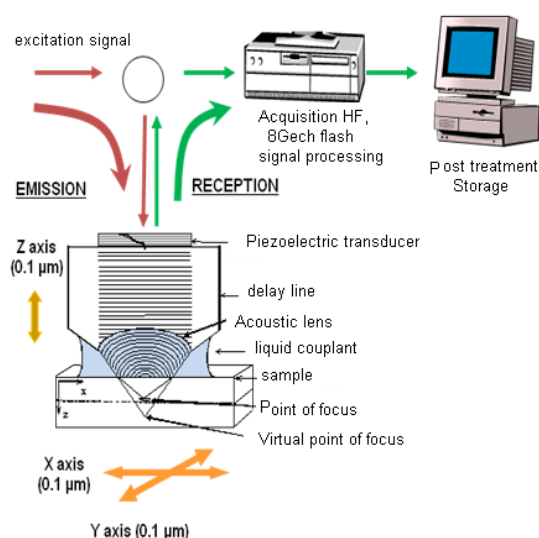 excitation signal
Acquisition HF,
8Gech flash
signal processing
Post treatment
Storage
EMISSION
RECEPTION
Piezoelectric transducer
Z axis
(0.1 µm)
delay line
Acoustic lens
liquid couplant
sample
x
z
Point of focus
Virtual point of focus
X axis
(0.1 µm)
Y axis (0.1 µm)